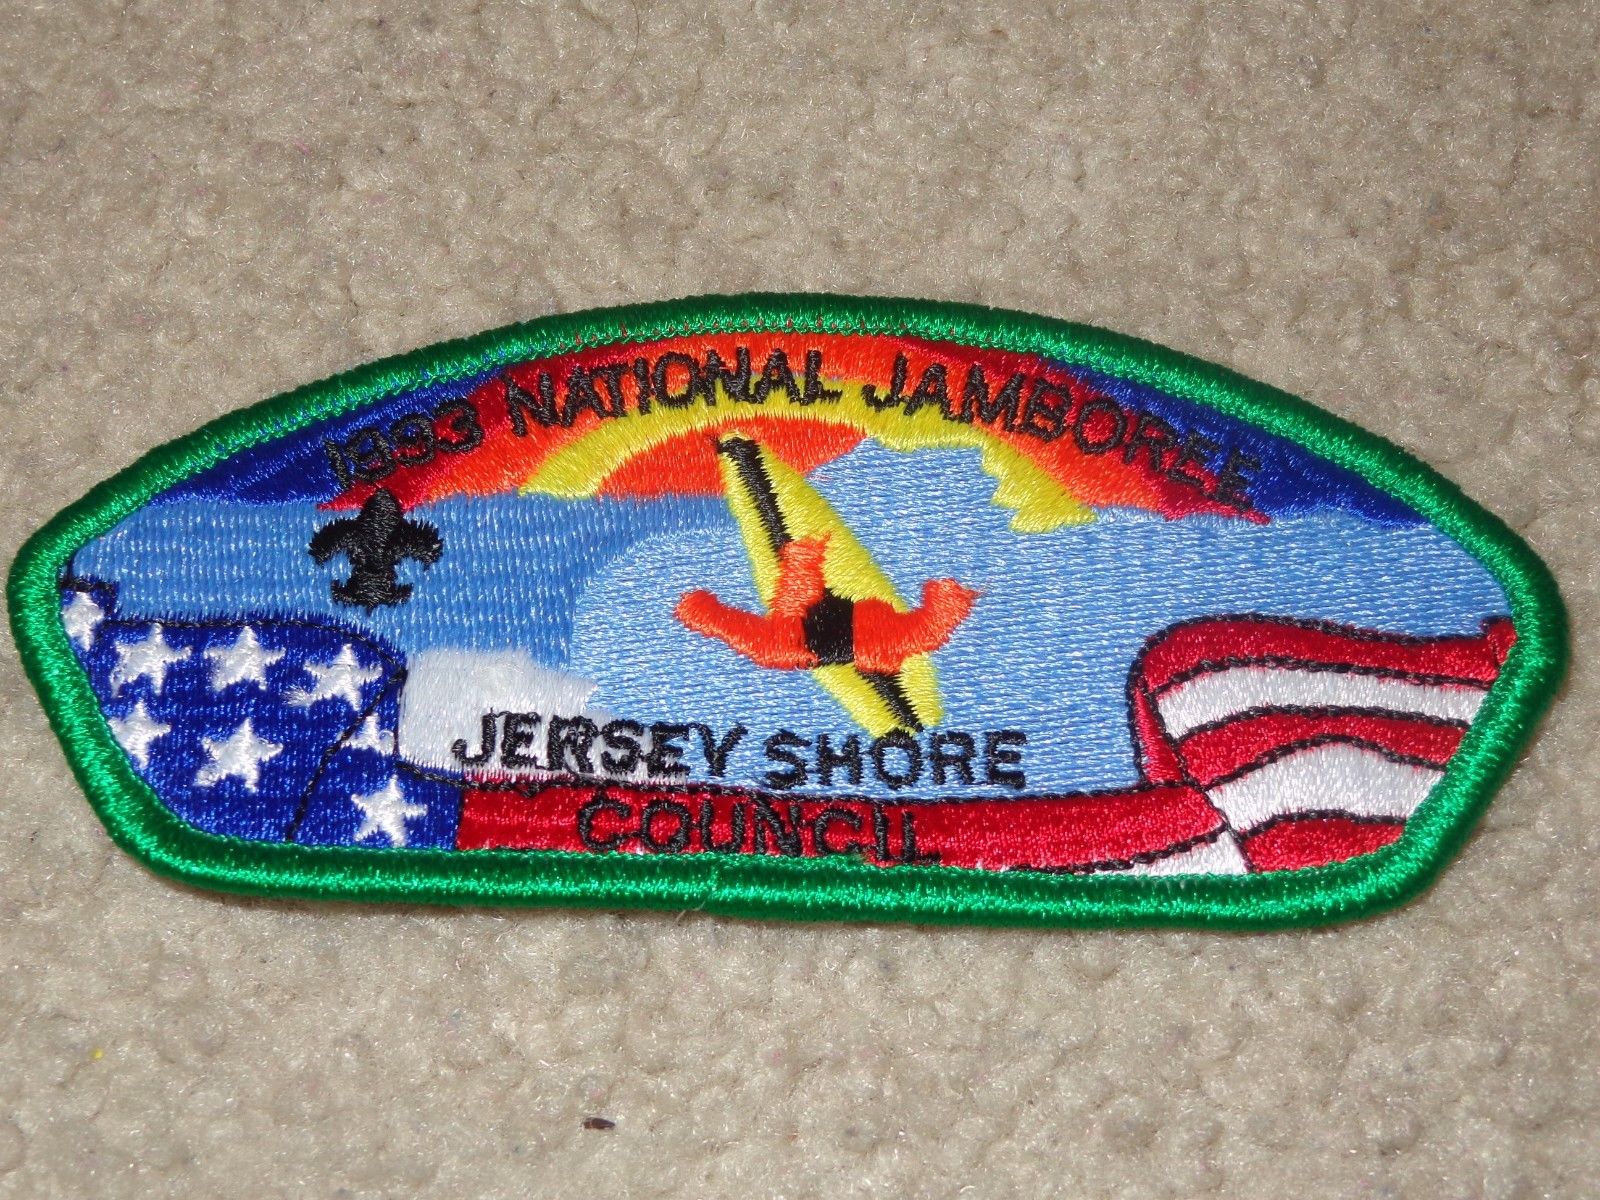 1993 NATIONAL JAMBOREE
JERSEY SHORE
COUNCIL